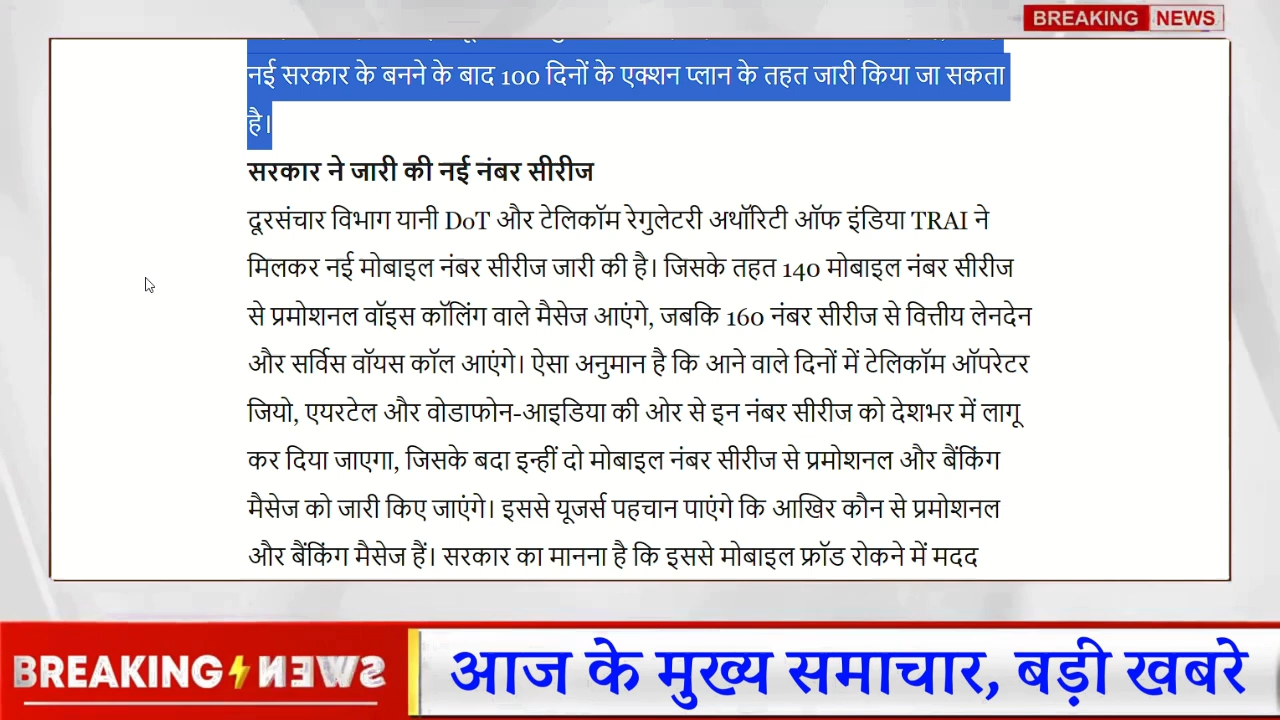 BREAKING NEWS
नई सरकार के बनने के बाद 100 दिनों के एक्शन प्लान के तहत जारी किया जा सकता
है।
सरकार ने जारी की नई नंबर सीरीज
दूरसंचार विभाग यानी DoT और टेलिकॉम रेगुलेटरी अथॉरिटी ऑफ इंडिया TRAI ने
मिलकर नई मोबाइल नंबर सीरीज जारी की है। जिसके तहत 140 मोबाइल नंबर सीरीज
से प्रमोशनल वॉइस कॉलिंग वाले मैसेज आएंगे, जबकि 160 नंबर सीरीज से वित्तीय लेनदेन
और सर्विस वॉयस कॉल आएंगे। ऐसा अनुमान है कि आने वाले दिनों में टेलिकॉम ऑपरेटर
जियो, एयरटेल और वोडाफोन-आइडिया की ओर से इन नंबर सीरीज को देशभर में लागू
कर दिया जाएगा, जिसके बदा इन्हीं दो मोबाइल नंबर सीरीज से प्रमोशनल और बैंकिंग
मैसेज को जारी किए जाएंगे। इससे यूजर्स पहचान पाएंगे कि आखिर कौन से प्रमोशनल
और बैंकिंग मैसेज हैं। सरकार का मानना है कि इससे मोबाइल फ्रॉड रोकने में मदद
BREAKING NEWS
आज के मुख्य समाचार, बड़ी खबरे